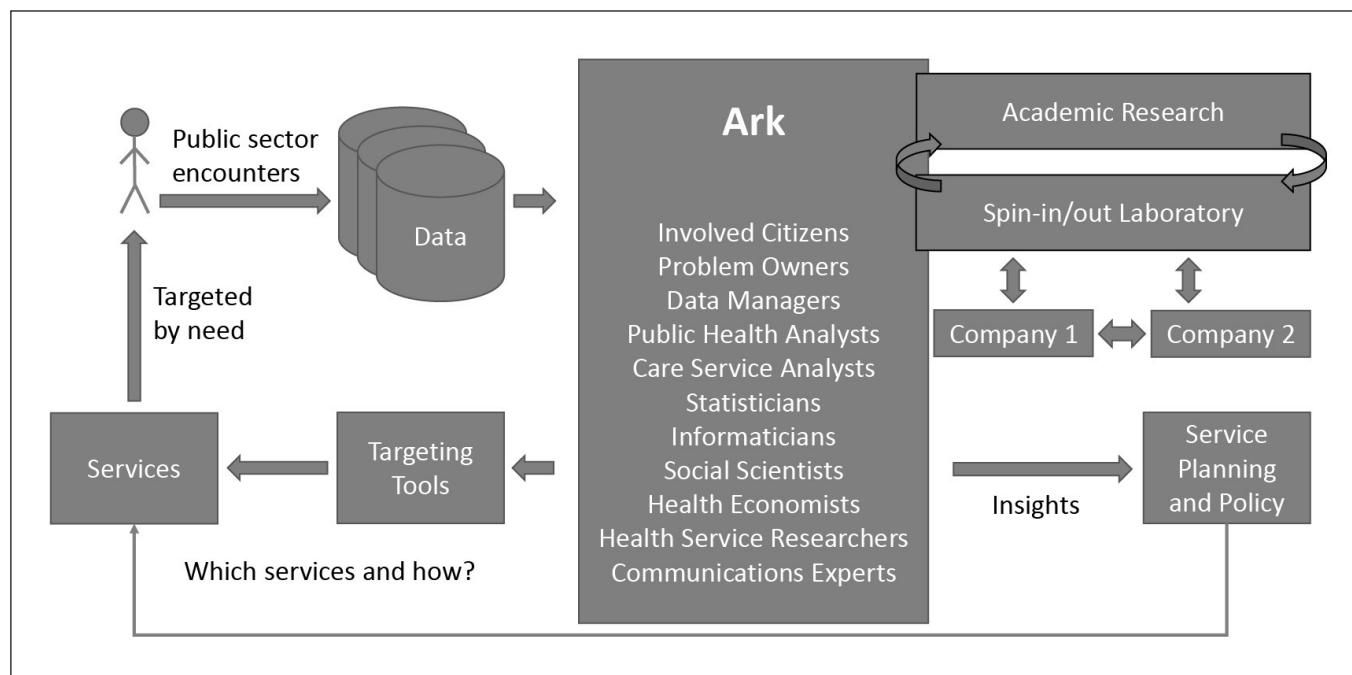 Public sector
encounters
Data
Targeted
by need
Services
Targeting
Tools
Which services and how?
Ark
Involved Citizens
Problem Owners
Data Managers
Public Health Analysts
Care Service Analysts
Statisticians
Informaticians
Social Scientists
Health Economists
Health Service Researchers
Communications Experts
Academic Research
Spin-in/out Laboratory
Company 1
Company 2
Insights
Service
Planning
and Policy